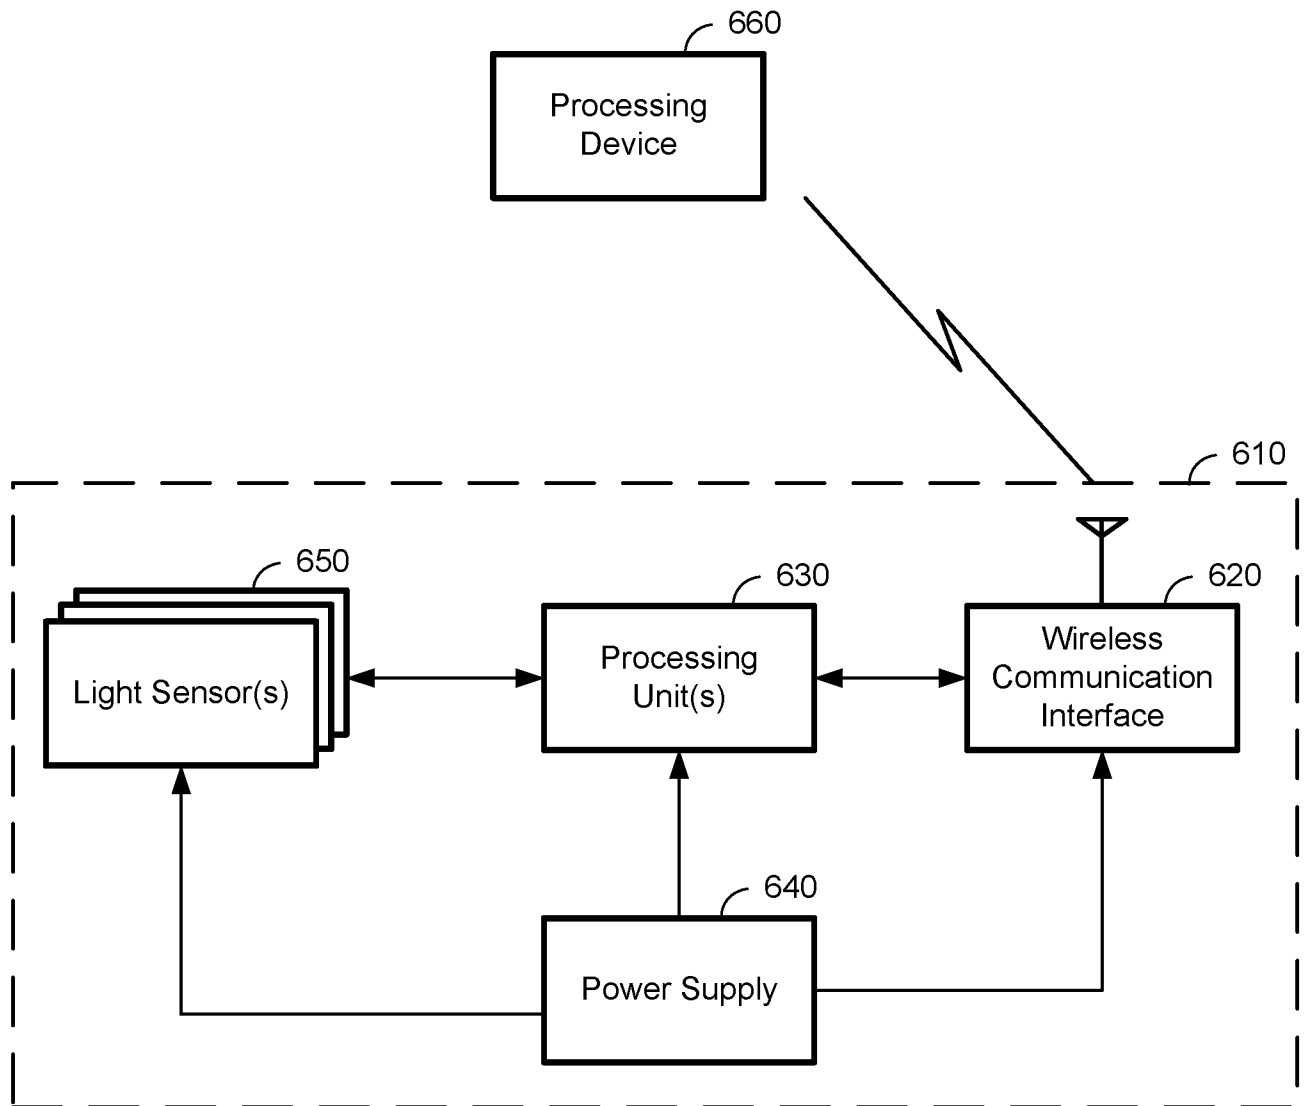 660
Processing
Device
610
650
630
620
Light Sensor(s)
Processing
Unit(s)
Wireless
Communication
Interface
640
Power Supply